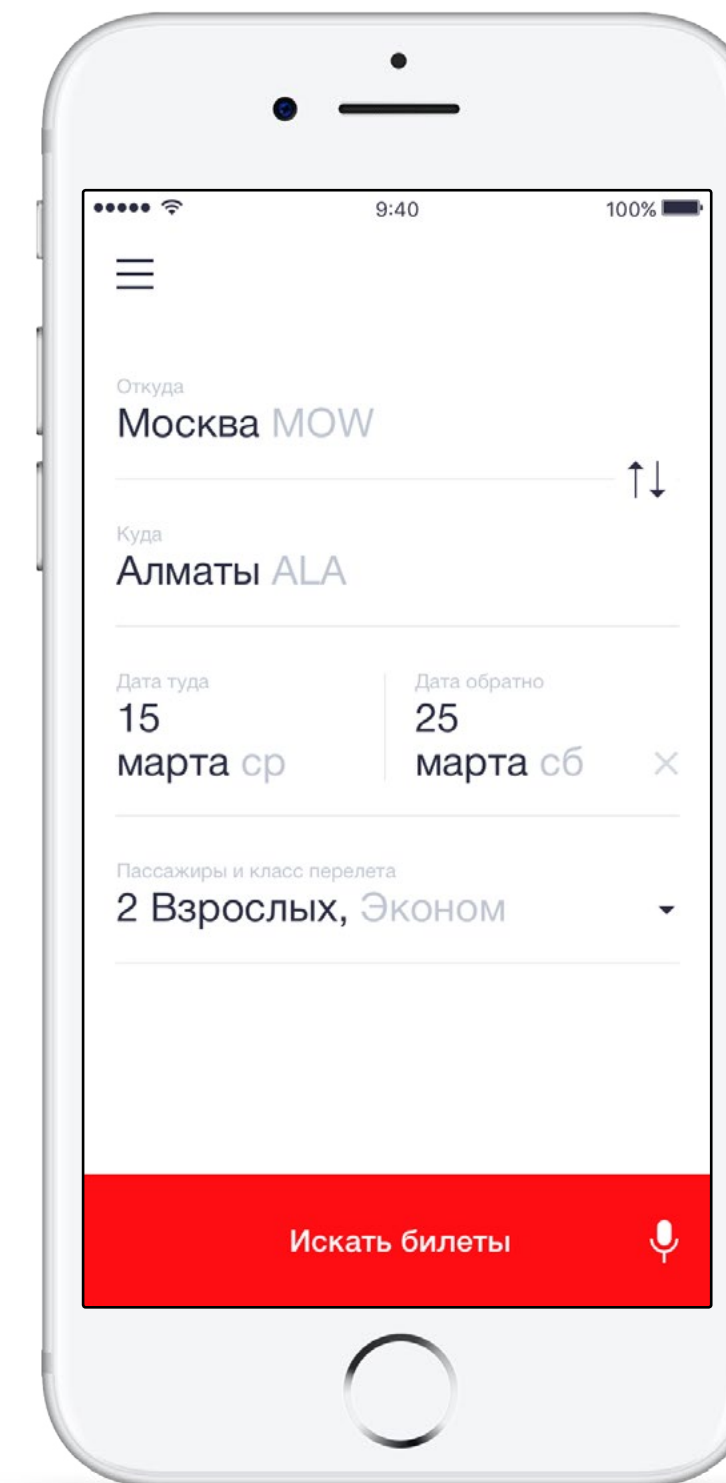 9:40
100%
Откуда
Москва MOW
Куда
Алматы ALA
Дата туда
15
марта ср
Дата обратно
25
марта сб
Пассажиры и класс перелета
2 Взрослых, Эконом
Искать билеты